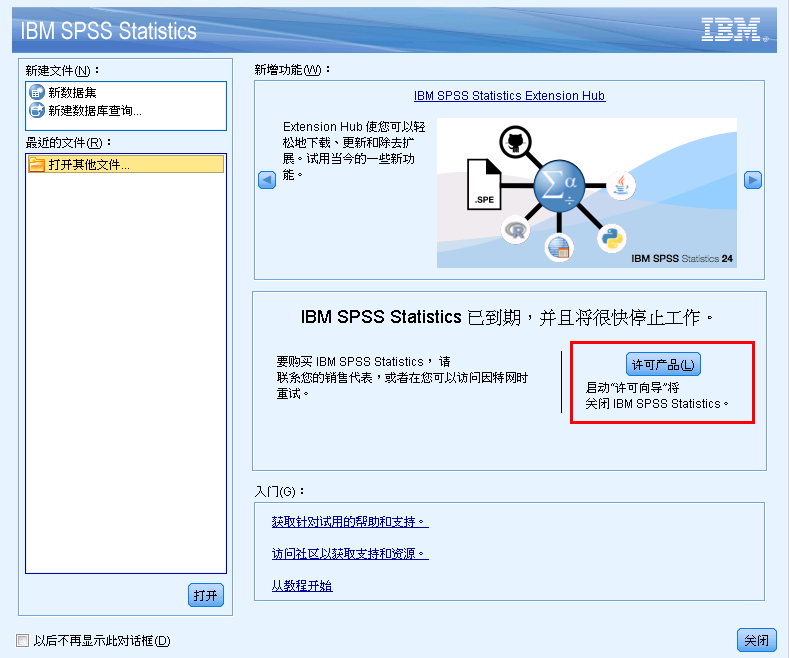 IBM SPSS Statistics
IBM
新建文件(N)：
新数据集
新建数据库查询...
最近的文件(R)：
打开其他文件...
打开
新增功能(W)：
IBM SPSS Statistics Extension Hub
Extension Hub 使您可以轻
松地下载、更新和除去扩
展。试用当今的一些新功
能。
.SPE
Σα
÷
R
IBM SPSS Statistics 24
IBM SPSS Statistics 已到期，并且将很快停止工作。
要购买 IBM SPSS Statistics， 请
联系您的销售代表，或者在您可以访问因特网时
重试。
许可产品(L)
启动“许可向导”将
关闭 IBM SPSS Statistics。
入门(G)：
获取针对试用的帮助和支持。
访问社区以获取支持和资源。
从教程开始
以后不再显示此对话框(D)
关闭